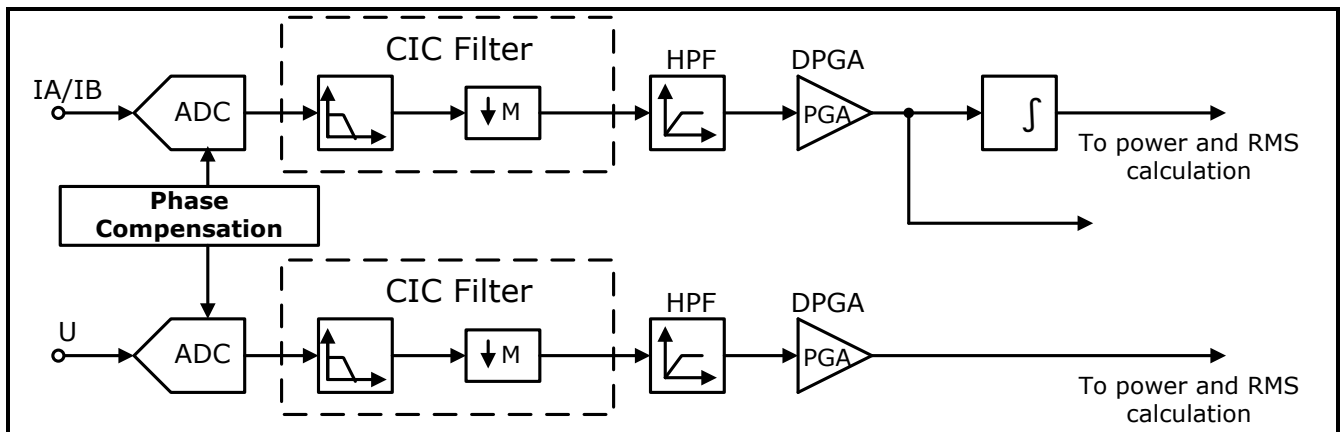 CIC Filter
IA/IB
ADC
↓ M
HPF
DPGA
PGA
∫
To power and RMS
calculation
Phase
Compensation
CIC Filter
U
ADC
↓ M
HPF
DPGA
PGA
To power and RMS
calculation